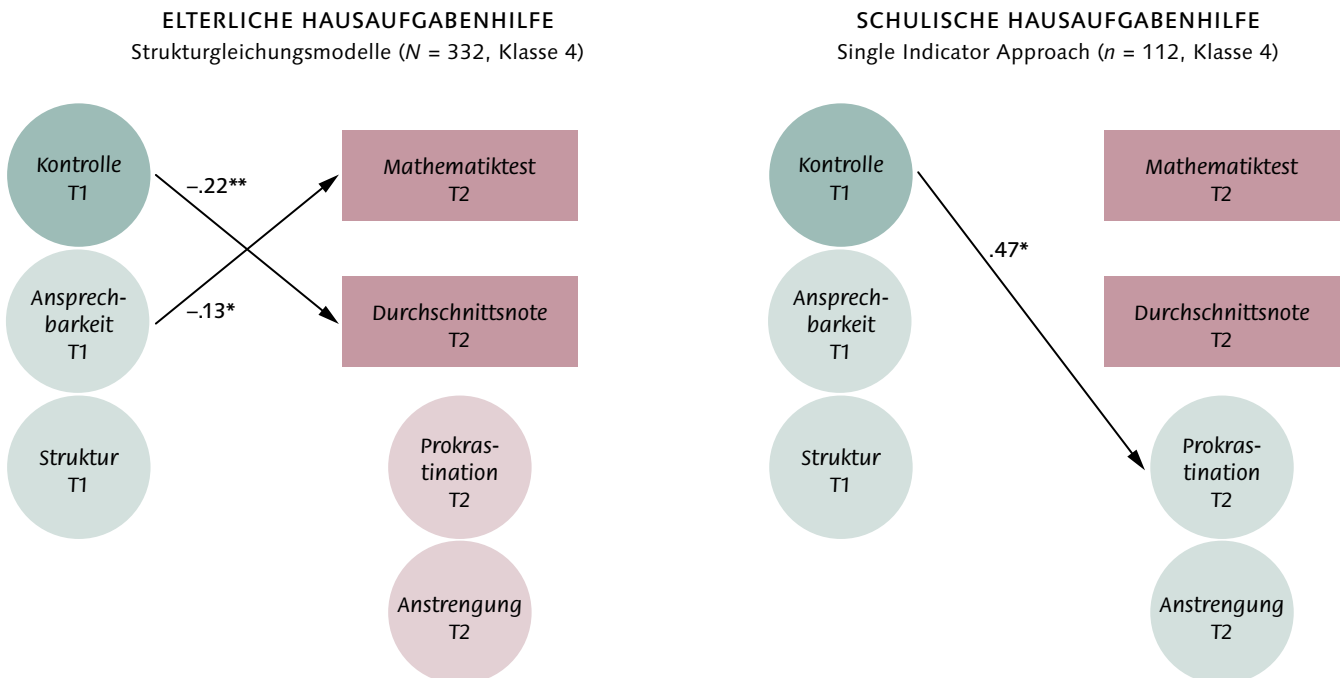 ELTERLICHE HAUSAUFGABENHILFE
Strukturgleichungsmodelle (N = 332, Klasse 4)
Kontrolle
T1
Ansprech-
barkeit
T1
Struktur
T1
–.22**
–.13*
Mathematiktest
T2
Durchschnittsnote
T2
Prokras-
tination
T2
Anstrengung
T2
SCHULISCHE HAUSAUFGABENHILFE
Single Indicator Approach (n = 112, Klasse 4)
Kontrolle
T1
Ansprech-
barkeit
T1
Struktur
T1
.47*
Mathematiktest
T2
Durchschnittsnote
T2
Prokras-
tination
T2
Anstrengung
T2